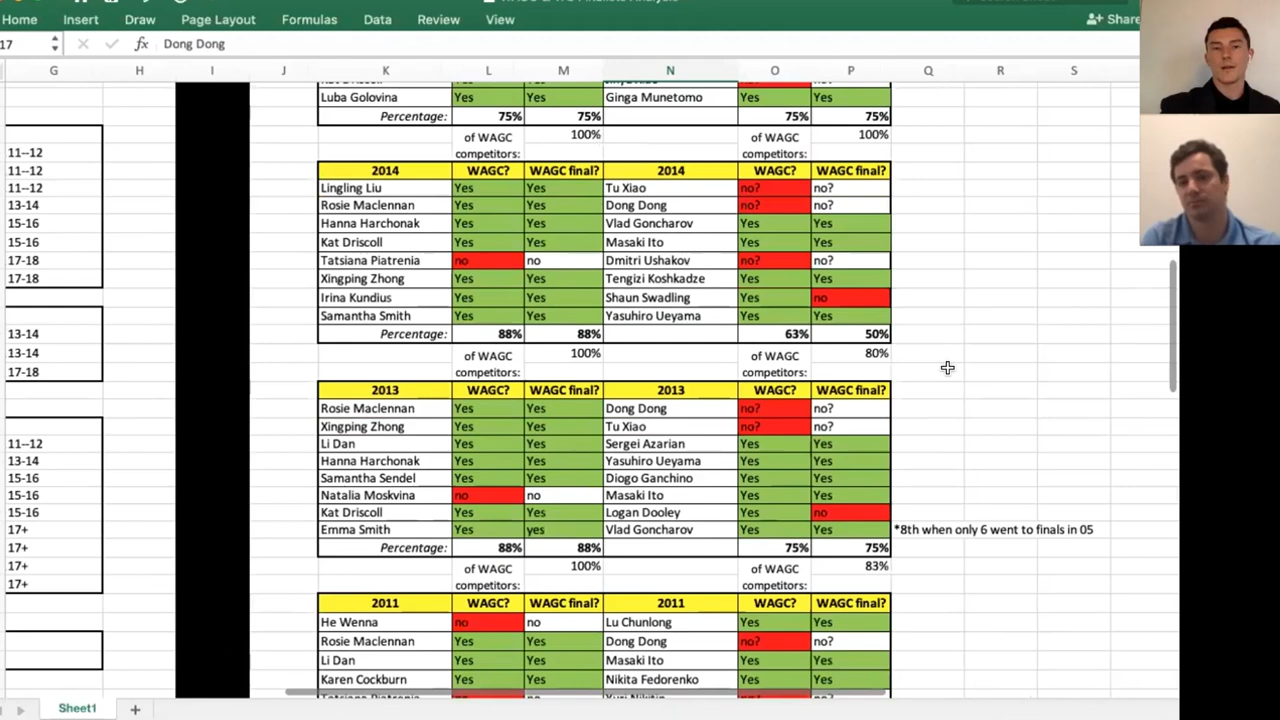 Home Insert Draw Page Layout Formulas Data Review View Share
17 fx Dong Dong
G H I J K L M N O P Q R S
Luba Golovina Yes Yes Ginga Munetomo Yes Yes
Percentage: 75% 75% 75% 75%
of WAGC competitors: 100% of WAGC competitors: 100%
11--12
2014 WAGC? WAGC final? 2014 WAGC? WAGC final?
11--12
Lingling Liu Yes Yes Tu Xiao no? no?
11--12
Rosie Maclennan Yes Yes Dong Dong no? no?
13-14
Hanna Harchonak Yes Yes Vlad Goncharov Yes Yes
15-16
Kat Driscoll Yes Yes Masaki Ito Yes Yes
15-16
Tatsiana Piatrenia no no Dmitri Ushakov no? no?
17-18
Xingping Zhong Yes Yes Tengizi Koshkadze Yes Yes
17-18
Irina Kundius Yes Yes Shaun Swadling Yes no
Samantha Smith Yes Yes Yasuhiro Ueyama Yes Yes
13-14
Percentage: 88% 88% 63% 50%
13-14
of WAGC competitors: 100% of WAGC competitors: 80%
17-18
2013 WAGC? WAGC final? 2013 WAGC? WAGC final?
Rosie Maclennan Yes Yes Dong Dong no? no?
Xingping Zhong Yes Yes Tu Xiao no? no?
11--12
Li Dan Yes Yes Sergei Azarian Yes Yes
13-14
Hanna Harchonak Yes Yes Yasuhiro Ueyama Yes Yes
15-16
Samantha Sendel Yes Yes Diogo Ganchino Yes Yes
15-16
Natalia Moskvina no no Masaki Ito Yes Yes
15-16
Kat Driscoll Yes Yes Logan Dooley Yes no
17+
Emma Smith Yes yes Vlad Goncharov Yes Yes *8th when only 6 went to finals in 05
17+
Percentage: 88% 88% 75% 75%
17+
of WAGC competitors: 100% of WAGC competitors: 83%
17+
2011 WAGC? WAGC final? 2011 WAGC? WAGC final?
He Wenna no no Lu Chunlong Yes Yes
Rosie Maclennan Yes Yes Dong Dong no? no?
Li Dan Yes Yes Masaki Ito Yes Yes
Karen Cockburn Yes Yes Nikita Fedorenko Yes Yes
Sheet1